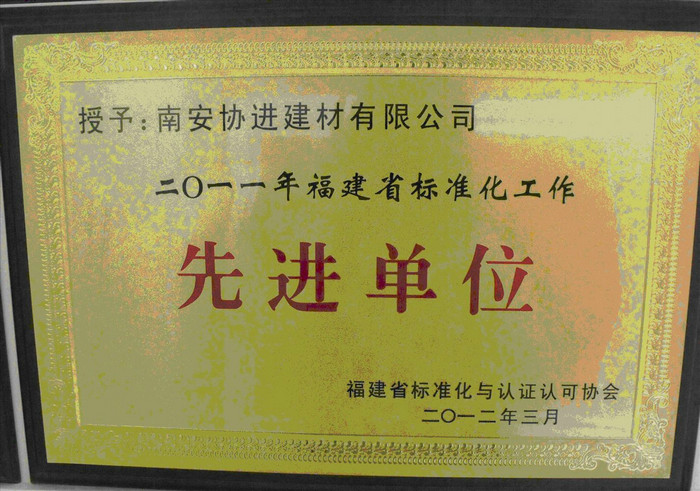 授予:南安协进建材有限公司
二〇一一年福建省标准化工作
先进单位
福建省标准化与认证认可协会
二〇一二年三月